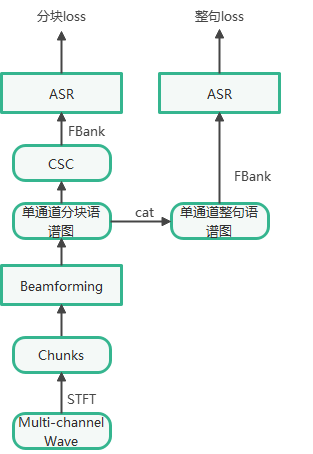 分块loss
整句loss
ASR
ASR
FBank
CSC
FBank
单通道分块语
谱图
cat
单通道整句语
谱图
Beamforming
Chunks
STFT
Multi-channel
Wave